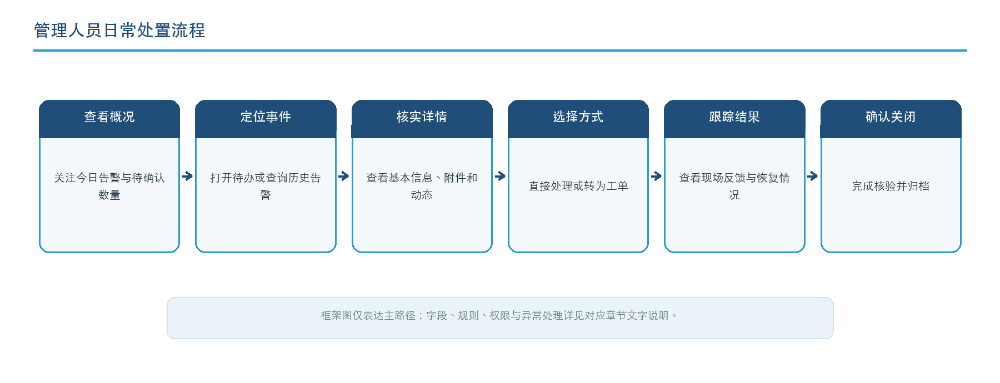 管理人员日常处置流程
查看概况
关注今日告警与待确认
数量
定位事件
打开待办或查询历史告
警
核实详情
查看基本信息、附件和
动态
选择方式
直接处理或转为工单
跟踪结果
查看现场反馈与恢复情
况
确认关闭
完成核验并归档
框架图仅表达主路径；字段、规则、权限与异常处理详见对应章节文字说明。